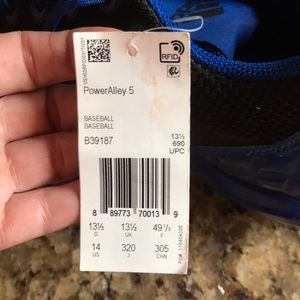 RFID
PowerAlley 5
BASEBALL
BASEBALL
B39187
13½
690
UPC
8 89773 70013 9
13½ 13½ 49⅓
D UK F
14 320 305
US J CHN